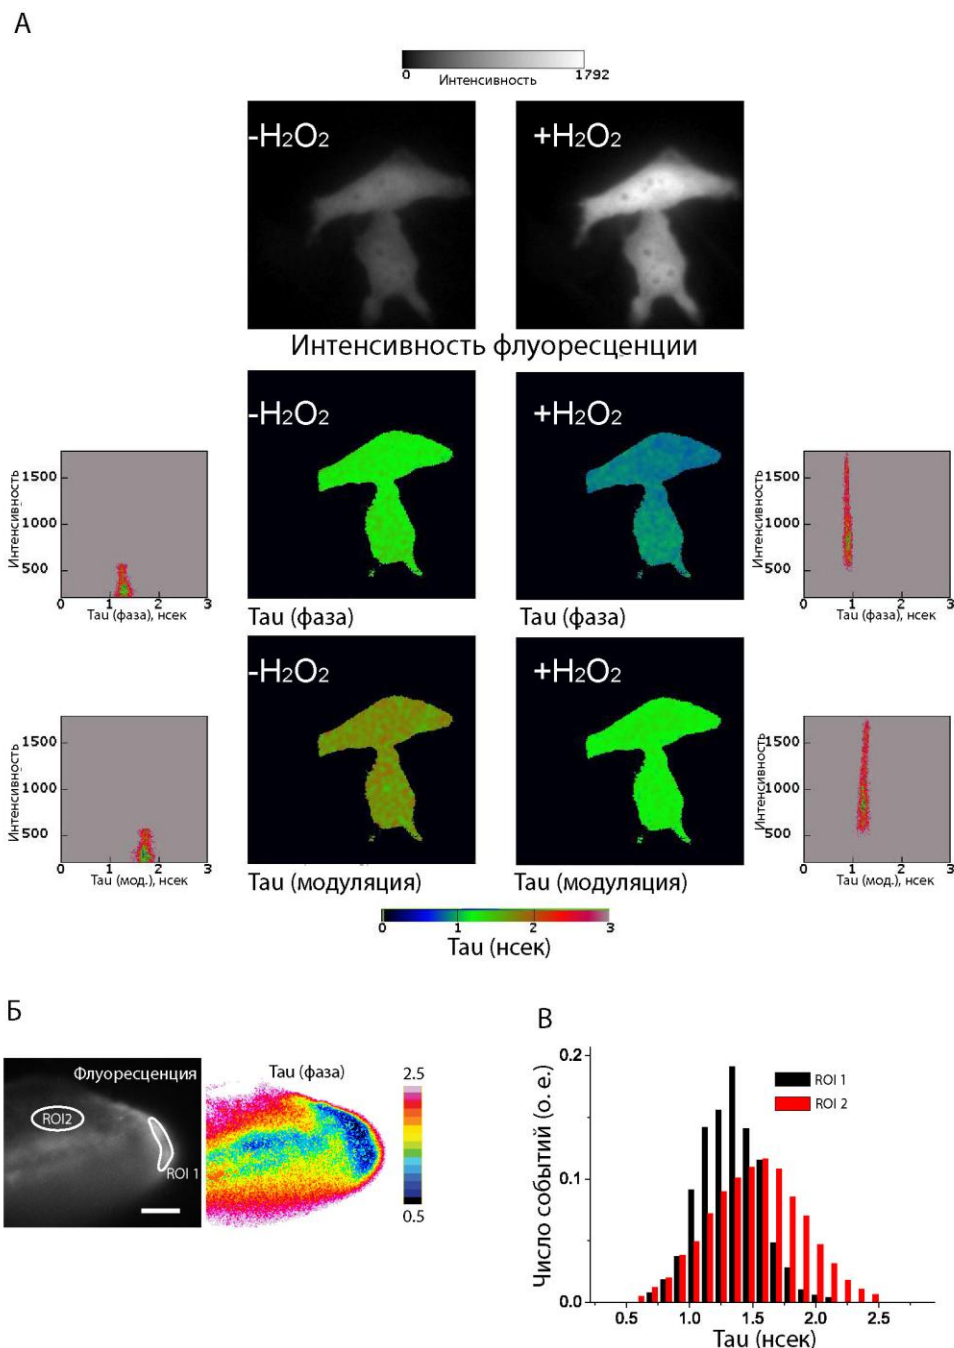 А
0 1792
Интенсивность
-H₂O₂ +H₂O₂
Интенсивность флуоресценции
-H₂O₂ +H₂O₂
Интенсивность
1500
1000
500
0 1 2 3
Tau (фаза), нсек
Tau (фаза)
Tau (фаза)
Интенсивность
1500
1000
500
0 1 2 3
Tau (фаза), нсек
-H₂O₂ +H₂O₂
Интенсивность
1500
1000
500
0 1 2 3
Tau (мод.), нсек
Tau (модуляция)
Tau (модуляция)
Интенсивность
1500
1000
500
0 1 2 3
Tau (мод.), нсек
0 1 2 3
Tau (нсек)
Б
Флуоресценция
ROI2
ROI 1
Tau (фаза)
2.5
0.5
В
Число событий (о. е.)
0.2
0.1
0.0
ROI 1
ROI 2
0.5 1.0 1.5 2.0 2.5
Tau (нсек)